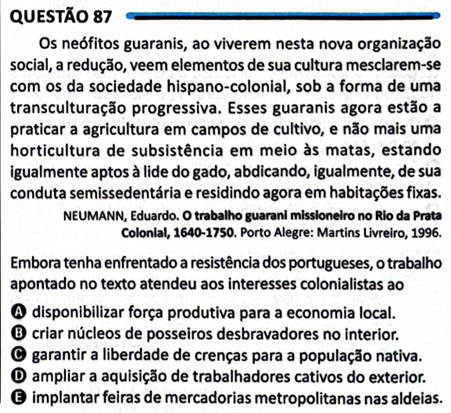 QUESTÃO 87
Os neófitos guaranis, ao viverem nesta nova organização
social, a redução, veem elementos de sua cultura mesclarem-se
com os da sociedade hispano-colonial, sob a forma de uma
transculturação progressiva. Esses guaranis agora estão a
praticar a agricultura em campos de cultivo, e não mais uma
horticultura de subsistência em meio às matas, estando
igualmente aptos à lide do gado, abdicando, igualmente, de sua
conduta semissedentária e residindo agora em habitações fixas.
NEUMANN, Eduardo. O trabalho guarani missioneiro no Rio da Prata
Colonial, 1640-1750. Porto Alegre: Martins Livreiro, 1996.
Embora tenha enfrentado a resistência dos portugueses, o trabalho
apontado no texto atendeu aos interesses colonialistas ao
A disponibilizar força produtiva para a economia local.
B criar núcleos de posseiros desbravadores no interior.
C garantir a liberdade de crenças para a população nativa.
D ampliar a aquisição de trabalhadores cativos do exterior.
E implantar feiras de mercadorias metropolitanas nas aldeias.